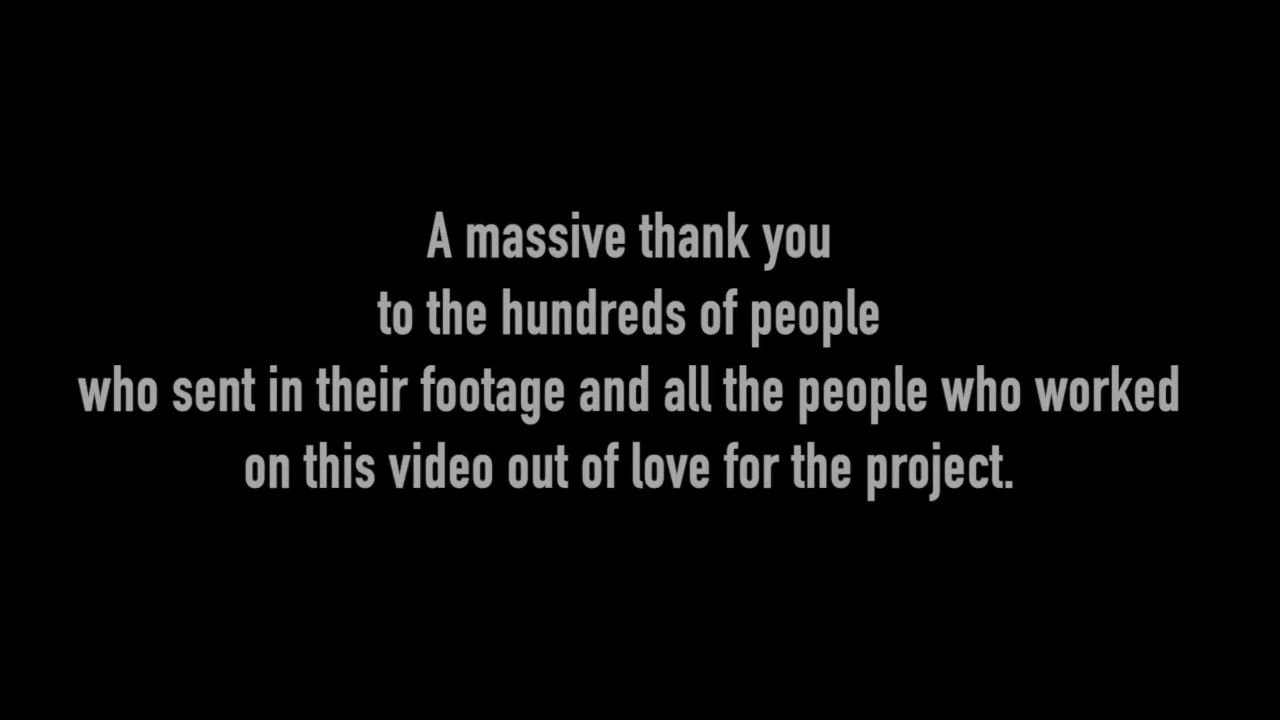 A massive thank you
to the hundreds of people
who sent in their footage and all the people who worked
on this video out of love for the project.